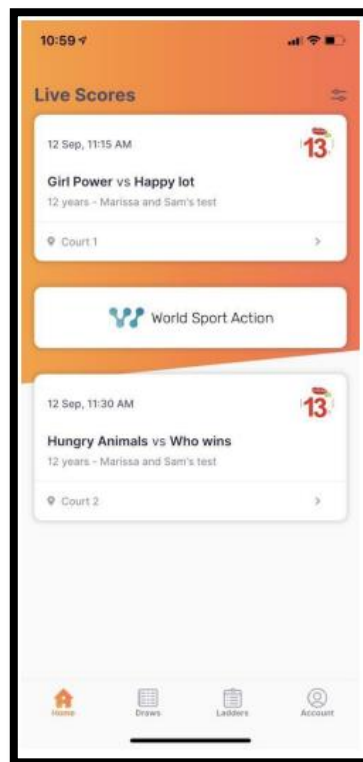 10:59
Live Scores
12 Sep, 11:15 AM
13
Girl Power vs Happy lot
12 years - Marissa and Sam's test
Court 1
World Sport Action
12 Sep, 11:30 AM
13
Hungry Animals vs Who wins
12 years - Marissa and Sam's test
Court 2
Home Draws Ladders Account